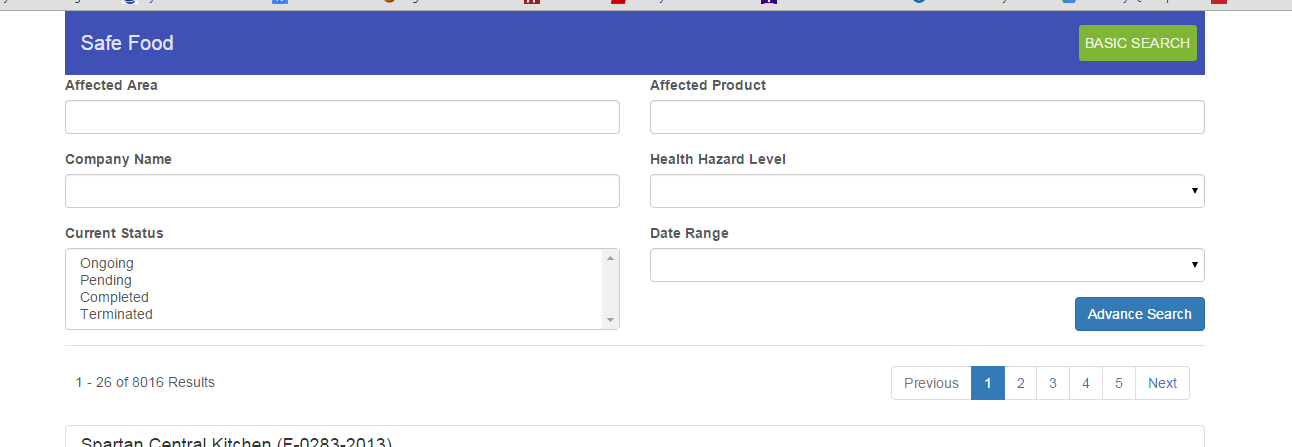 Safe Food
BASIC SEARCH
Affected Area
Affected Product
Company Name
Health Hazard Level
Current Status
Date Range
Ongoing
Pending
Completed
Terminated
Advance Search
1 - 26 of 8016 Results
Previous 1 2 3 4 5 Next
Spartan Central Kitchen (F-0283-2013)